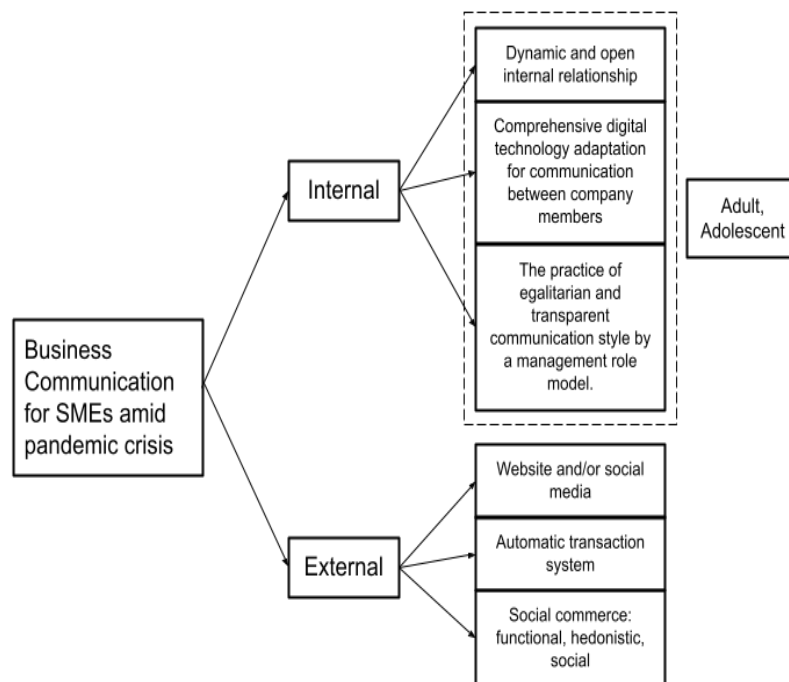 Business
Communication
for SMEs amid
pandemic crisis
Internal
Dynamic and open
internal relationship
Comprehensive digital
technology adaptation
for communication
between company
members
The practice of
egalitarian and
transparent
communication style by
a management role
model.
Adult,
Adolescent
External
Website and/or social
media
Automatic transaction
system
Social commerce:
functional, hedonistic,
social